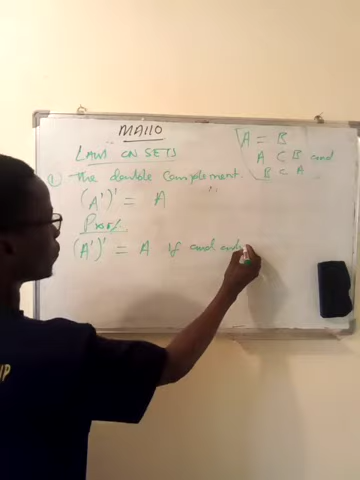 MA110
LAWS ON SETS
a) The double Complement.
(A')' = A
Proof
(A')' = A if and only
A = B
A ⊂ B and
B ⊂ A